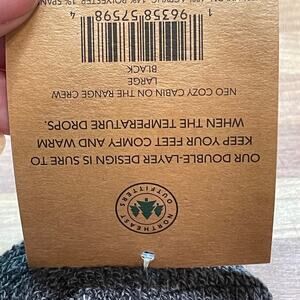 NORTHEAST
OUTFITTERS
OUR DOUBLE-LAYER DESIGN IS SURE TO
KEEP YOUR FEET COMFY AND WARM
WHEN THE TEMPERATURE DROPS.
NEO COZY CABIN ON THE RANGE CREW
LARGE
BLACK
1 96358 57598 4
POLYESTER